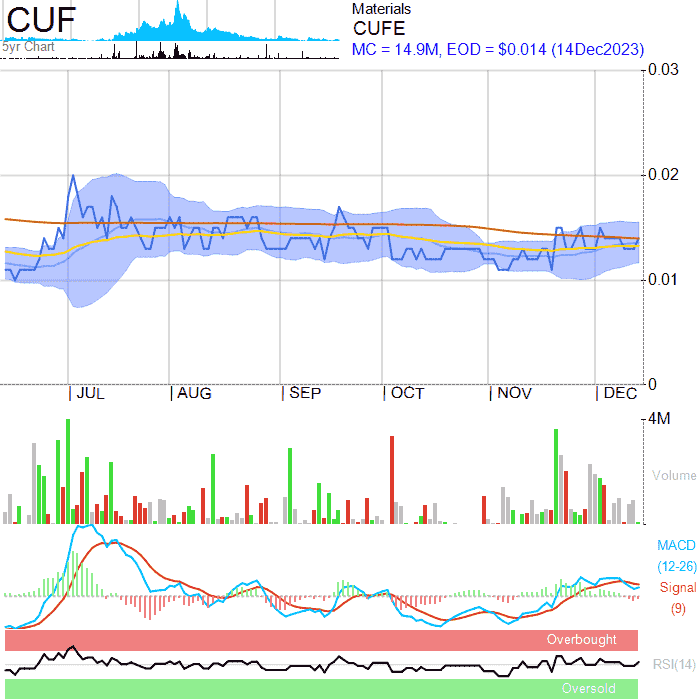 CUF
5yr Chart
Materials
CUFE
MC = 14.9M, EOD = $0.014 (14Dec2023)
0.03
0.02
0.01
0
JUL AUG SEP OCT NOV DEC
4M
Volume
MACD
(12-26)
Signal
(9)
Overbought
RSI(14)
Oversold